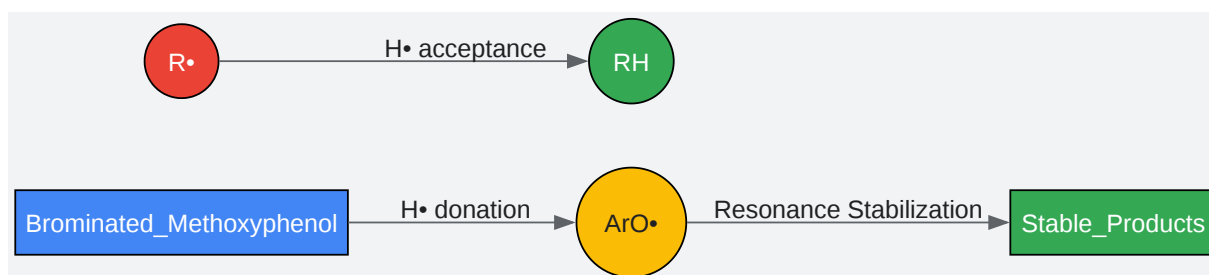 R•
H• acceptance
RH
Brominated_Methoxyphenol
H• donation
ArO•
Resonance Stabilization
Stable_Products